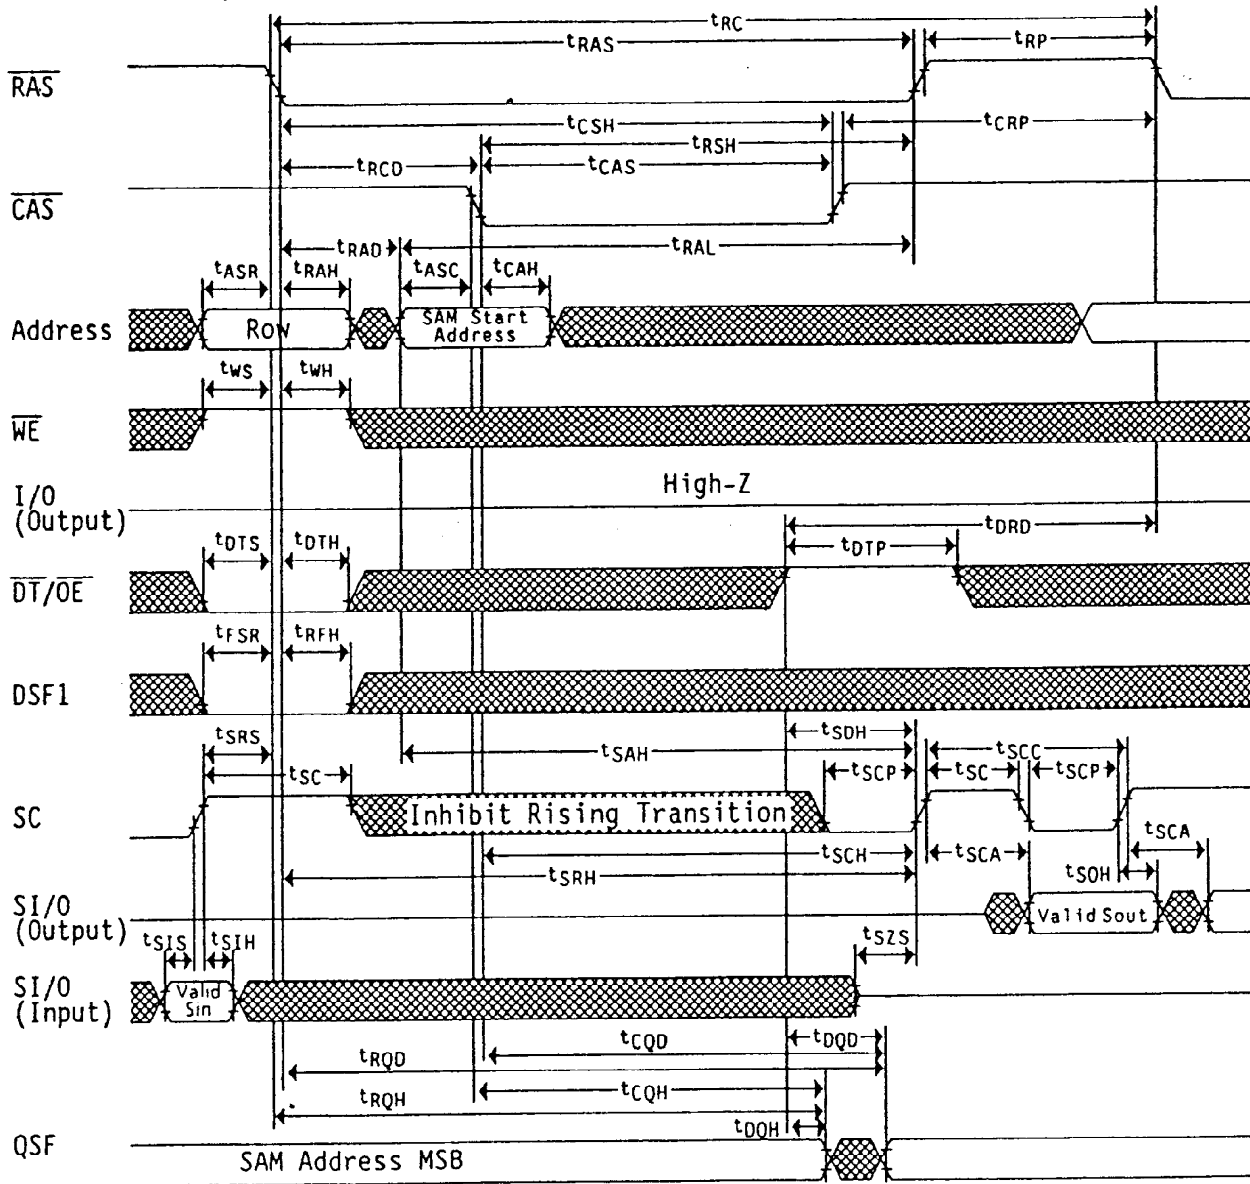 tRC
tRAS
tRP
RAS
tCSH
tCRP
tRSH
tRCD
tCAS
CAS
tRAD
tRAL
tASR
tRAH
tASC
tCAH
Address
Row
SAM Start
Address
tWS
tWH
WE
High-Z
I/O
(Output)
tDRD
tDTS
tDTH
tDTP
DT/OE
tFSR
tRFH
DSF1
tSRS
tSDH
tSAH
tSCC
tSC
tSCP
tSC
tSCP
SC
Inhibit Rising Transition
tSCH
tSCA
tSCA
tSRH
tSOH
SI/O
(Output)
Valid Sout
tSIS
tSIH
tSZS
SI/O
(Input)
Valid
Sin
tCQD
tDQD
tRQD
tCQH
tRQH
tDQH
QSF
SAM Address MSB